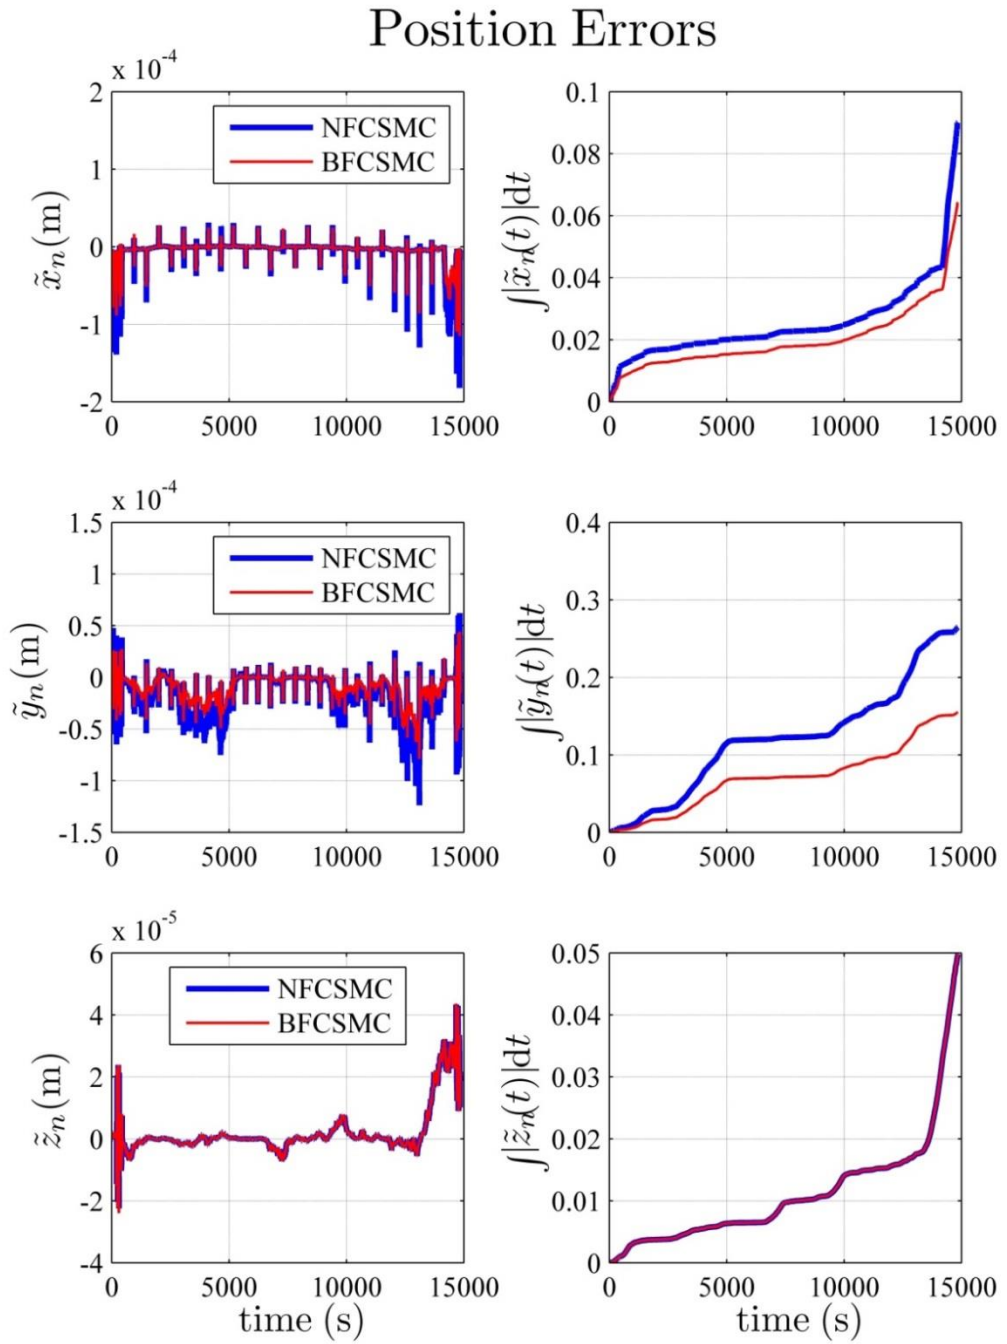 Position Errors
x 10⁻⁴
2
1
0
-1
-2
x̃ₙ(m)
NFCSMC
BFCSMC
0 5000 10000 15000
0.1
0.08
0.06
0.04
0.02
0
∫|x̃ₙ(t)|dt
0 5000 10000 15000
x 10⁻⁴
1.5
1
0.5
0
-0.5
-1
-1.5
ỹₙ(m)
NFCSMC
BFCSMC
0 5000 10000 15000
0.4
0.3
0.2
0.1
0
∫|ỹₙ(t)|dt
0 5000 10000 15000
x 10⁻⁵
6
4
2
0
-2
-4
z̃ₙ(m)
NFCSMC
BFCSMC
0 5000 10000 15000
time (s)
0.05
0.04
0.03
0.02
0.01
0
∫|z̃ₙ(t)|dt
0 5000 10000 15000
time (s)